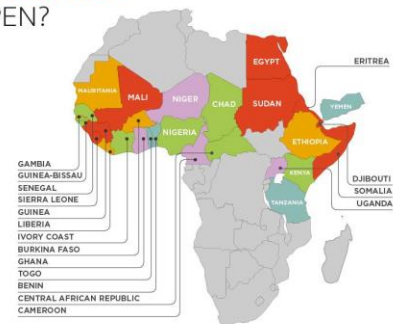 PEN?
EGYPT
ERITREA
MAURITANIA
MALI
NIGER
CHAD
SUDAN
YEMEN
NIGERIA
ETHIOPIA
KENYA
DJIBOUTI
SOMALIA
UGANDA
TANZANIA
GAMBIA
GUINEA-BISSAU
SENEGAL
SIERRA LEONE
GUINEA
LIBERIA
IVORY COAST
BURKINA FASO
GHANA
TOGO
BENIN
CENTRAL AFRICAN REPUBLIC
CAMEROON